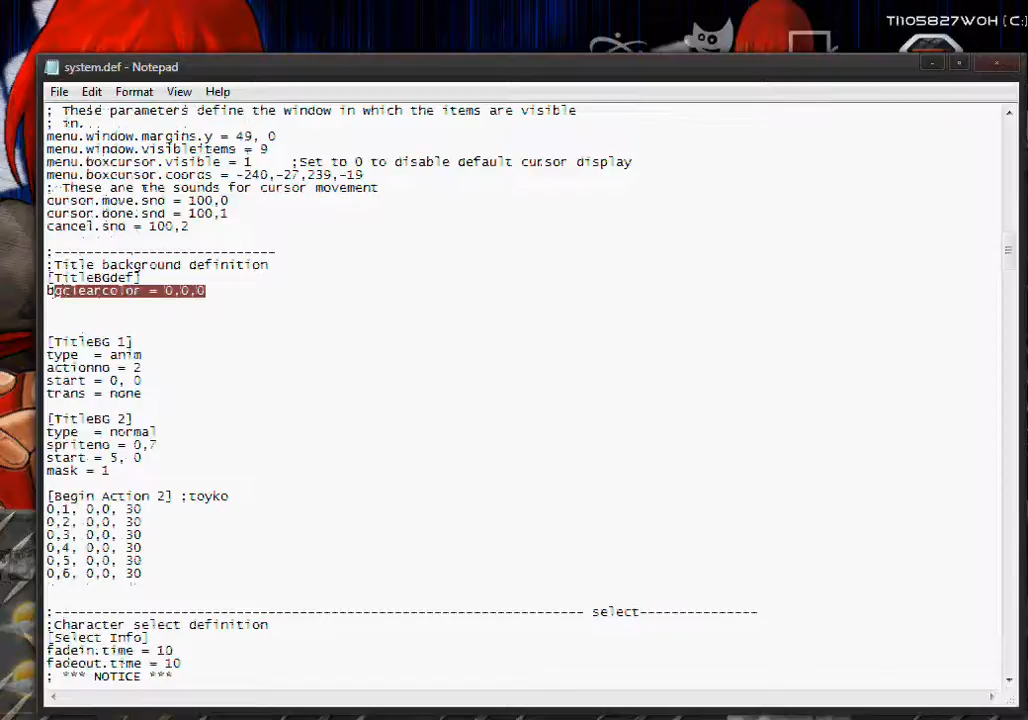 TI105827W0H (C:)
system.def - Notepad
File Edit Format View Help
; These parameters define the window in which the items are visible
; in.
menu.window.margins.y = 49, 0
menu.window.visibleitems = 9
menu.boxcursor.visible = 1 ;Set to 0 to disable default cursor display
menu.boxcursor.coords = -240,-27,239,-19
; These are the sounds for cursor movement
cursor.move.snd = 100,0
cursor.done.snd = 100,1
cancel.snd = 100,2
;----------------------------
;Title background definition
[TitleBGdef]
bgclearcolor = 0,0,0
[TitleBG 1]
type = anim
actionno = 2
start = 0, 0
trans = none
[TitleBG 2]
type = normal
spriteno = 0,7
start = 5, 0
mask = 1
[Begin Action 2] ;toyko
0,1, 0,0, 30
0,2, 0,0, 30
0,3, 0,0, 30
0,4, 0,0, 30
0,5, 0,0, 30
0,6, 0,0, 30
;-------------------------------------------------------------------- select---------------
;Character select definition
[Select Info]
fadein.time = 10
fadeout.time = 10
; *** NOTICE ***